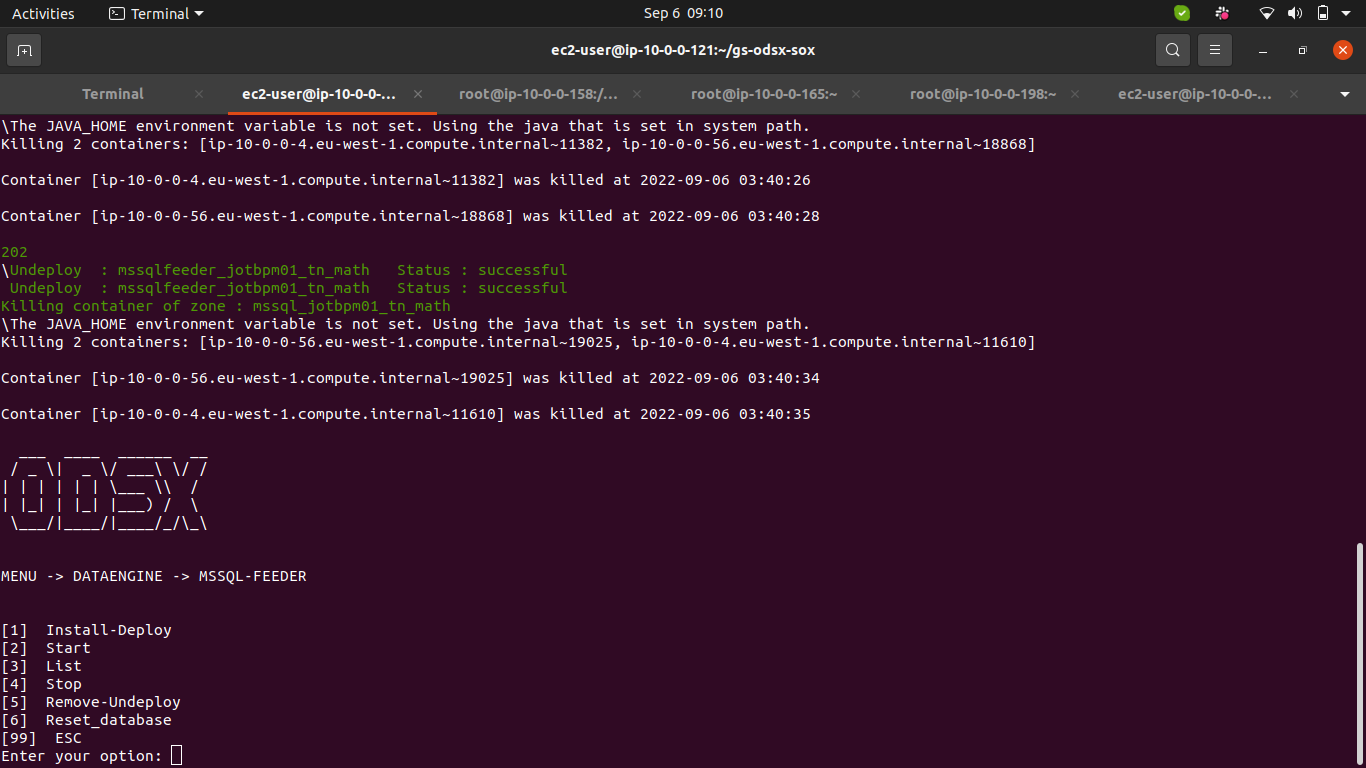 Activities Terminal Sep 6 09:10
ec2-user@ip-10-0-0-121:~/gs-odsx-sox
Terminal ec2-user@ip-10-0-0-... root@ip-10-0-0-158:/... root@ip-10-0-0-165:~ root@ip-10-0-0-198:~ ec2-user@ip-10-0-0-...
\The JAVA_HOME environment variable is not set. Using the java that is set in system path.
Killing 2 containers: [ip-10-0-0-4.eu-west-1.compute.internal~11382, ip-10-0-0-56.eu-west-1.compute.internal~18868]
Container [ip-10-0-0-4.eu-west-1.compute.internal~11382] was killed at 2022-09-06 03:40:26
Container [ip-10-0-0-56.eu-west-1.compute.internal~18868] was killed at 2022-09-06 03:40:28
202
\Undeploy  : mssqlfeeder_jotbpm01_tn_math   Status : successful
 Undeploy  : mssqlfeeder_jotbpm01_tn_math   Status : successful
Killing container of zone : mssql_jotbpm01_tn_math
\The JAVA_HOME environment variable is not set. Using the java that is set in system path.
Killing 2 containers: [ip-10-0-0-56.eu-west-1.compute.internal~19025, ip-10-0-0-4.eu-west-1.compute.internal~11610]
Container [ip-10-0-0-56.eu-west-1.compute.internal~19025] was killed at 2022-09-06 03:40:34
Container [ip-10-0-0-4.eu-west-1.compute.internal~11610] was killed at 2022-09-06 03:40:35
ODSX
MENU -> DATAENGINE -> MSSQL-FEEDER
[1]  Install-Deploy
[2]  Start
[3]  List
[4]  Stop
[5]  Remove-Undeploy
[6]  Reset_database
[99]  ESC
Enter your option: